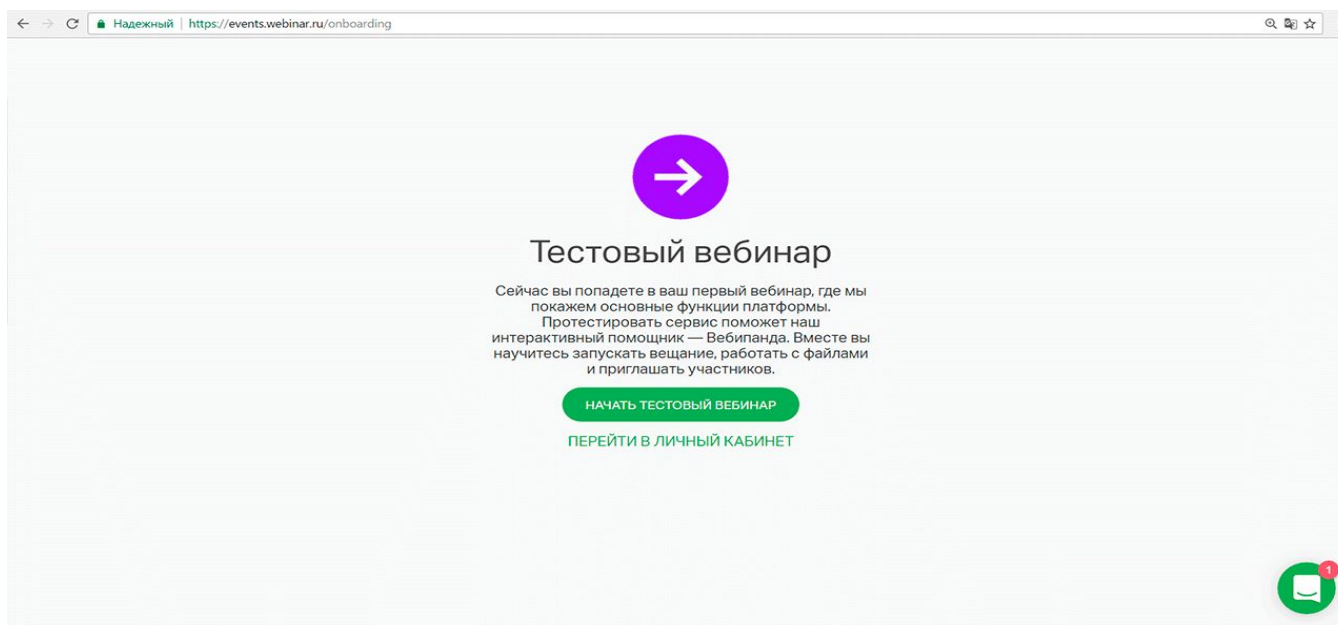 Надежный | https://events.webinar.ru/onboarding
Тестовый вебинар
Сейчас вы попадете в ваш первый вебинар, где мы
покажем основные функции платформы.
Протестировать сервис поможет наш
интерактивный помощник — Вебипанда. Вместе вы
научитесь запускать вещание, работать с файлами
и приглашать участников.
НАЧАТЬ ТЕСТОВЫЙ ВЕБИНАР
ПЕРЕЙТИ В ЛИЧНЫЙ КАБИНЕТ
1